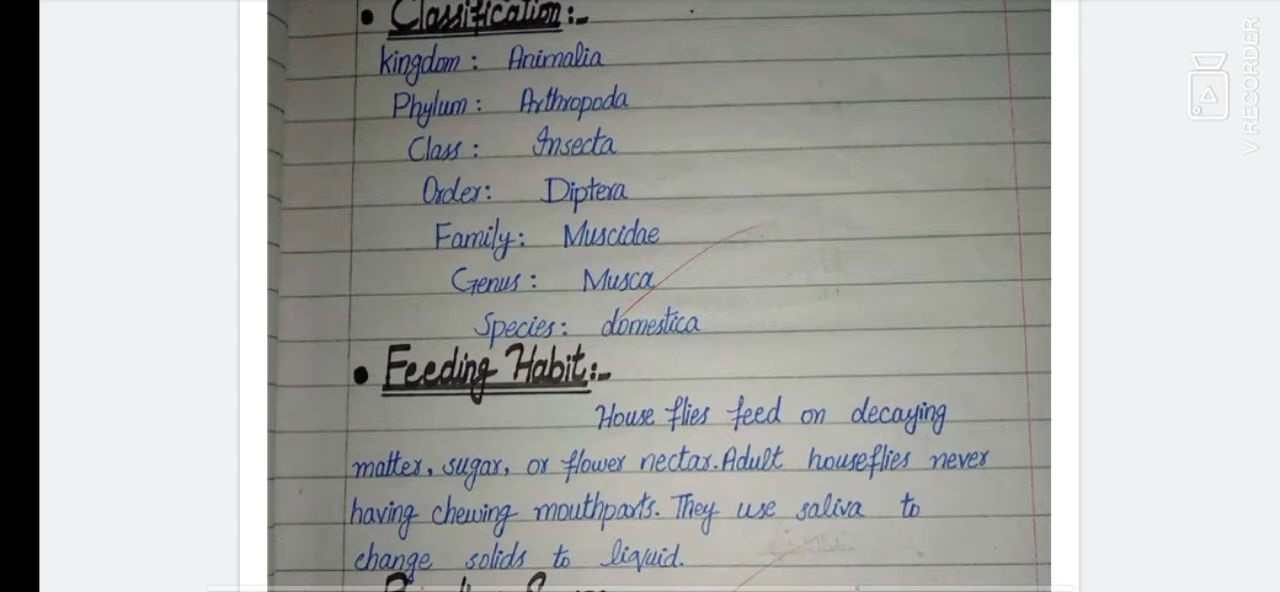 • Classification:-
Kingdom: Animalia
Phylum: Arthropoda
Class: Insecta
Order: Diptera
Family: Muscidae
Genus: Musca
Species: domestica
• Feeding Habit:-
House flies feed on decaying
matter, sugar, or flower nectar. Adult houseflies never
having chewing mouthparts. They use saliva to
change solids to liquid.
V RECORDER